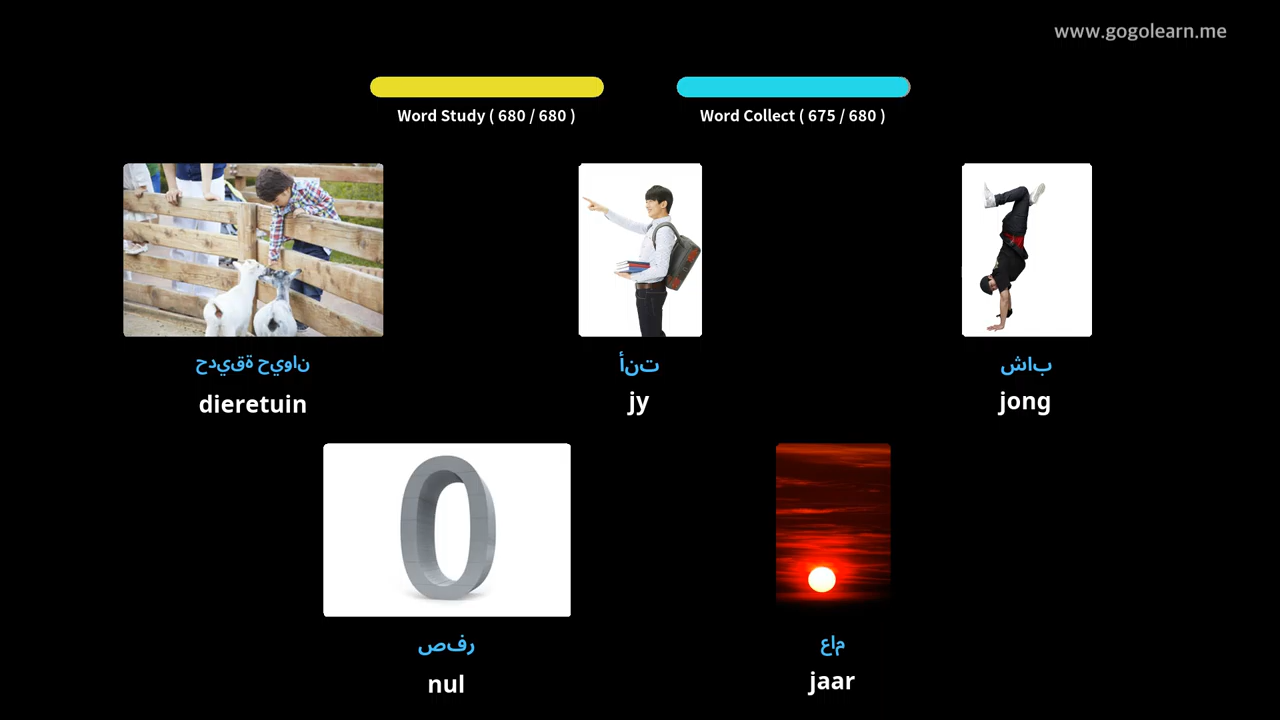 www.gogolearn.me
Word Study ( 680 / 680 )
Word Collect ( 675 / 680 )
حديقة حيوان
dieretuin
أنت
jy
شاب
jong
صفر
nul
عام
jaar